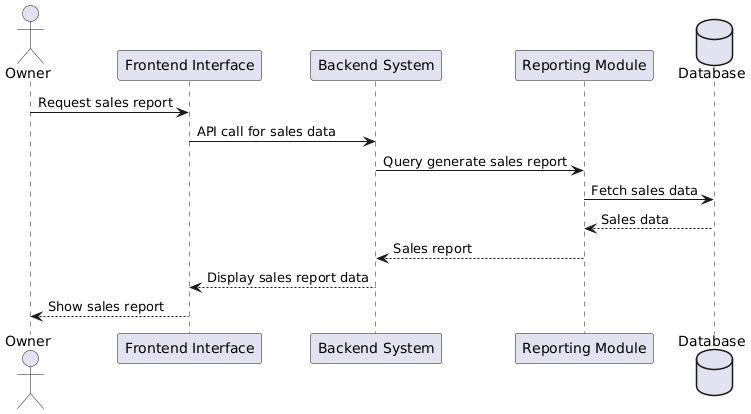 Owner
Frontend Interface
Backend System
Reporting Module
Database
Request sales report
API call for sales data
Query generate sales report
Fetch sales data
Sales data
Sales report
Display sales report data
Show sales report
Owner
Frontend Interface
Backend System
Reporting Module
Database